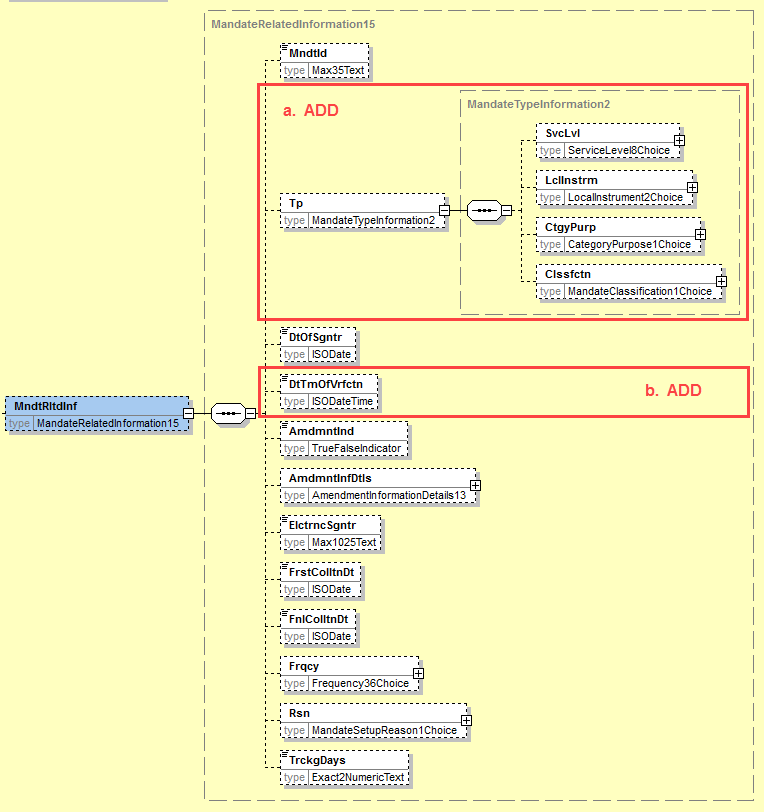 MandateRelatedInformation15
MndtId
type Max35Text
a. ADD
MandateTypeInformation2
SvcLvl
type ServiceLevel8Choice
LclInstrm
type LocalInstrument2Choice
Tp
type MandateTypeInformation2
CtgyPurp
type CategoryPurpose1Choice
Clssfctn
type MandateClassification1Choice
DtOfSgntr
type ISODate
DtTmOfVrfctn
type ISODateTime
b. ADD
MndtRltdInf
type MandateRelatedInformation15
AmdmntInd
type TrueFalseIndicator
AmdmntInfDtls
type AmendmentInformationDetails13
ElctrncSgntr
type Max1025Text
FrstColltnDt
type ISODate
FnlColltnDt
type ISODate
Frqcy
type Frequency36Choice
Rsn
type MandateSetupReason1Choice
TrckgDays
type Exact2NumericText